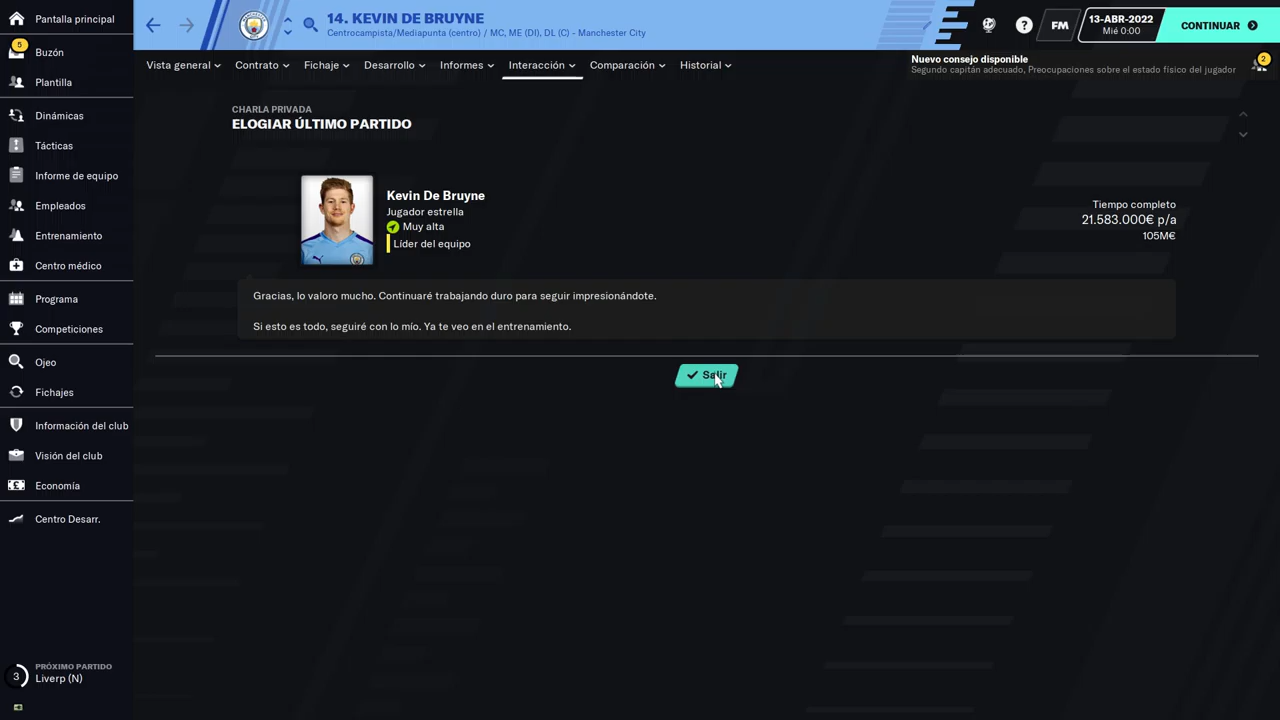 Pantalla principal
5
Buzón
Plantilla
Dinámicas
Tácticas
Informe de equipo
Empleados
Entrenamiento
Centro médico
Programa
Competiciones
Ojeo
Fichajes
Información del club
Visión del club
Economía
Centro Desarr.
PRÓXIMO PARTIDO
3
Liverp (N)
14. KEVIN DE BRUYNE
Centrocampista/Mediapunta (centro) / MC, ME (DI), DL (C) - Manchester City
?
FM
13-ABR-2022
Mié 0:00
CONTINUAR
Vista general
Contrato
Fichaje
Desarrollo
Informes
Interacción
Comparación
Historial
Nuevo consejo disponible
Segundo capitán adecuado, Preocupaciones sobre el estado físico del jugador
2
CHARLA PRIVADA
ELOGIAR ÚLTIMO PARTIDO
Kevin De Bruyne
Jugador estrella
Muy alta
Líder del equipo
Tiempo completo
21.583.000€ p/a
105M€
Gracias, lo valoro mucho. Continuaré trabajando duro para seguir impresionándote.
Si esto es todo, seguiré con lo mío. Ya te veo en el entrenamiento.
Salir